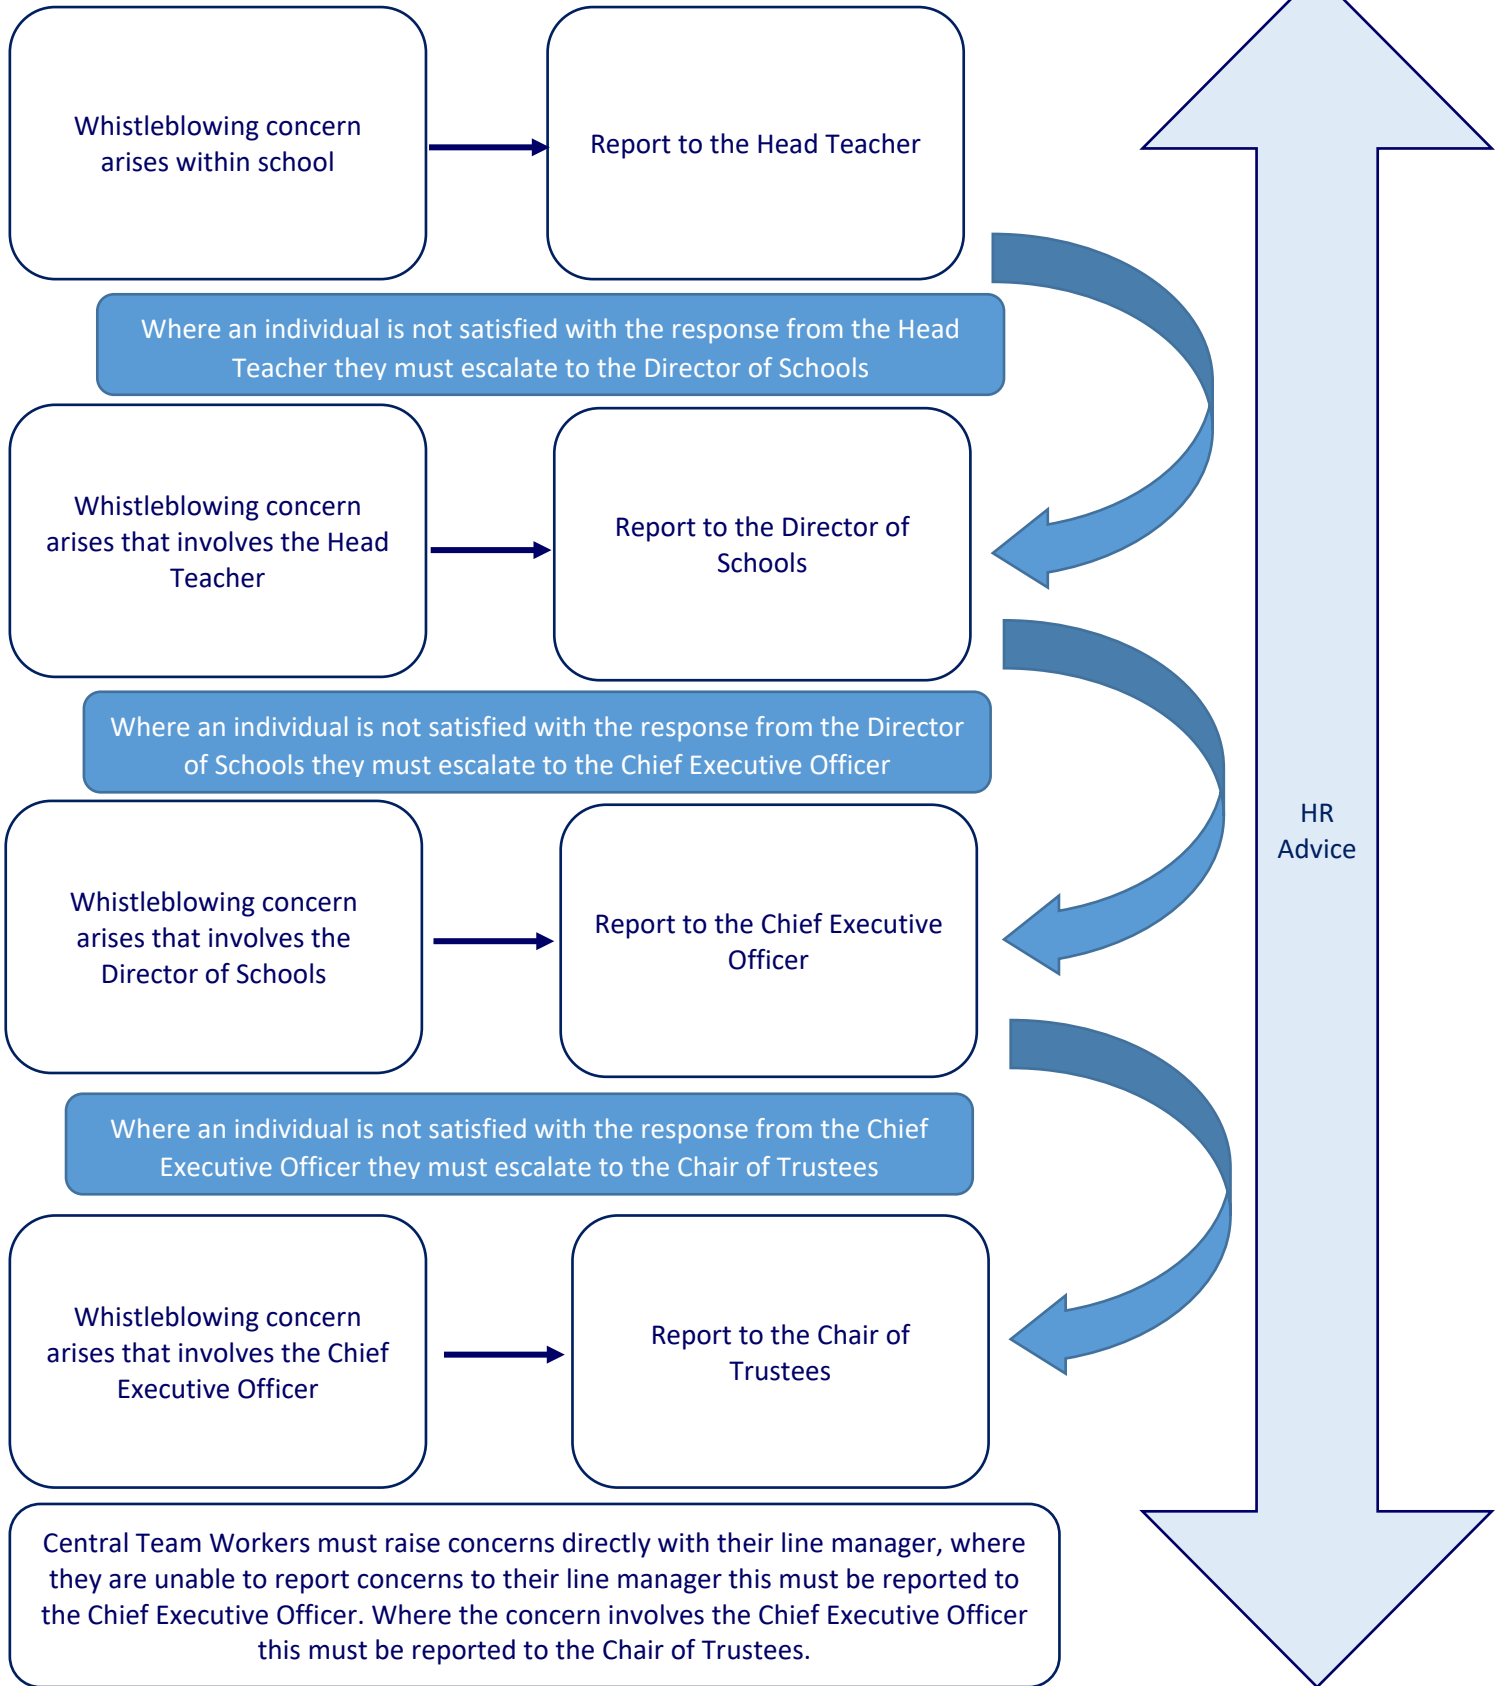 Whistleblowing concern
arises within school
Report to the Head Teacher
Where an individual is not satisfied with the response from the Head
Teacher they must escalate to the Director of Schools
Whistleblowing concern
arises that involves the Head
Teacher
Report to the Director of
Schools
Where an individual is not satisfied with the response from the Director
of Schools they must escalate to the Chief Executive Officer
HR
Advice
Whistleblowing concern
arises that involves the
Director of Schools
Report to the Chief Executive
Officer
Where an individual is not satisfied with the response from the Chief
Executive Officer they must escalate to the Chair of Trustees
Whistleblowing concern
arises that involves the Chief
Executive Officer
Report to the Chair of
Trustees
Central Team Workers must raise concerns directly with their line manager, where
they are unable to report concerns to their line manager this must be reported to
the Chief Executive Officer. Where the concern involves the Chief Executive Officer
this must be reported to the Chair of Trustees.